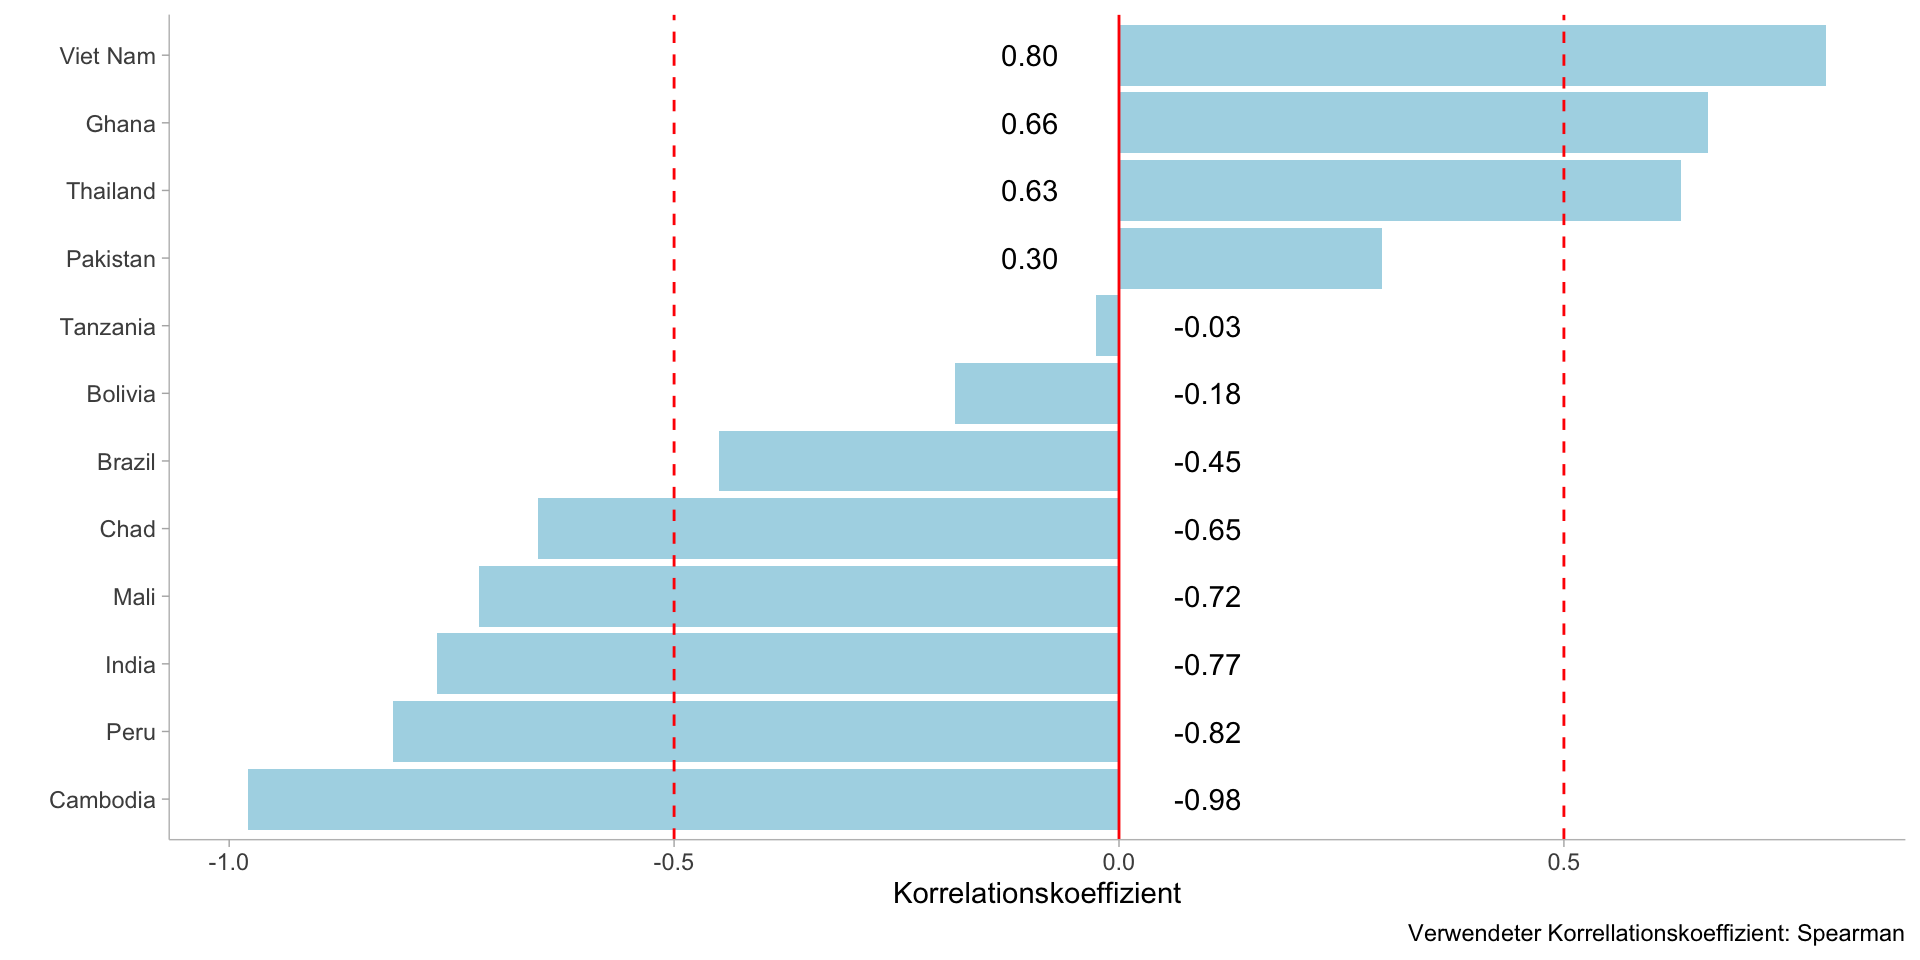 Viet Nam 0.80
Ghana 0.66
Thailand 0.63
Pakistan 0.30
Tanzania -0.03
Bolivia -0.18
Brazil -0.45
Chad -0.65
Mali -0.72
India -0.77
Peru -0.82
Cambodia -0.98
-1.0 -0.5 0.0 0.5
Korrelationskoeffizient
Verwendeter Korrellationskoeffizient: Spearman